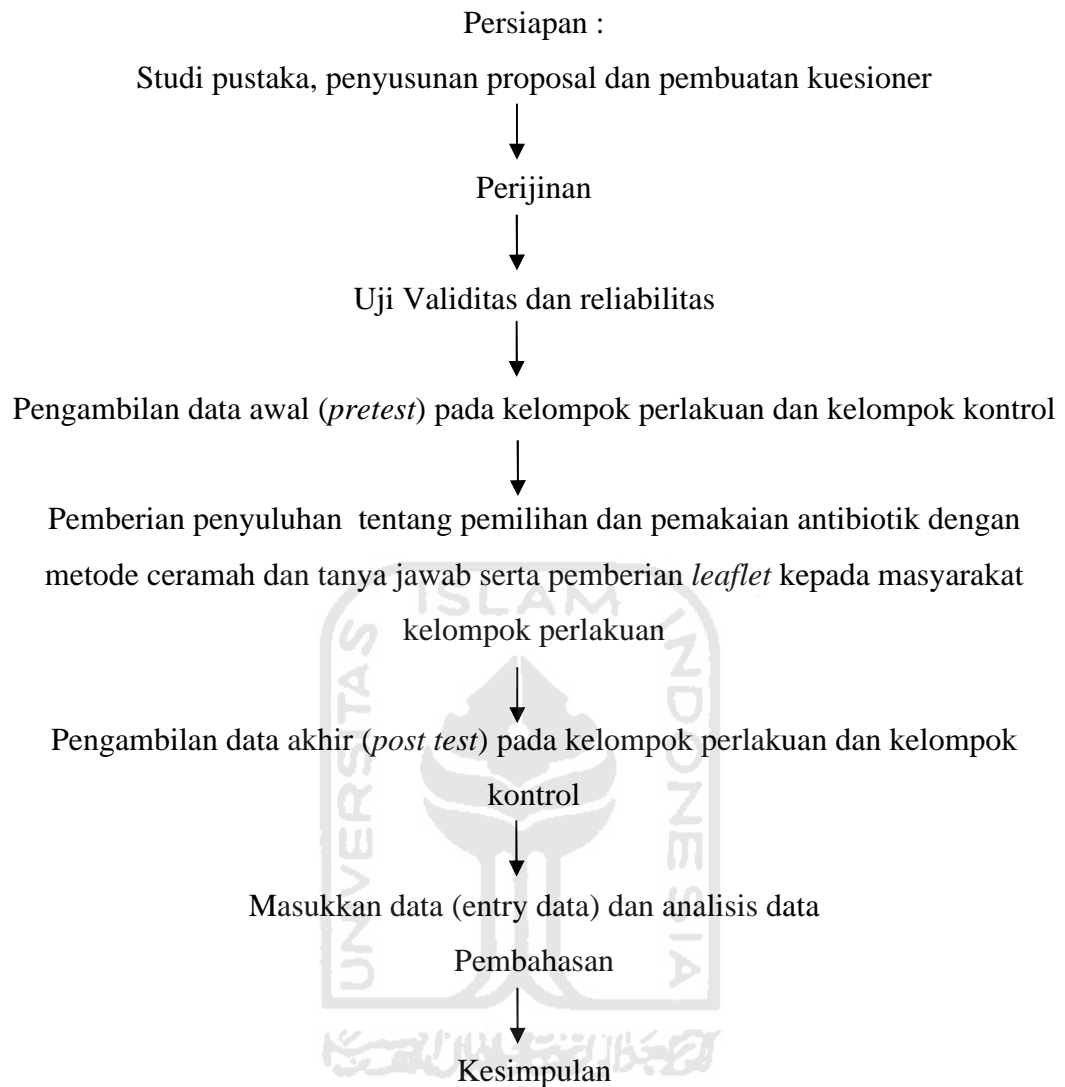 Persiapan :
Studi pustaka, penyusunan proposal dan pembuatan kuesioner
Perijinan
Uji Validitas dan reliabilitas
Pengambilan data awal (pretest) pada kelompok perlakuan dan kelompok kontrol
Pemberian penyuluhan tentang pemilihan dan pemakaian antibiotik dengan
metode ceramah dan tanya jawab serta pemberian leaflet kepada masyarakat
kelompok perlakuan
Pengambilan data akhir (post test) pada kelompok perlakuan dan kelompok
kontrol
Masukkan data (entry data) dan analisis data
Pembahasan
Kesimpulan
UNIVERSITAS
ISLAM
INDONESIA